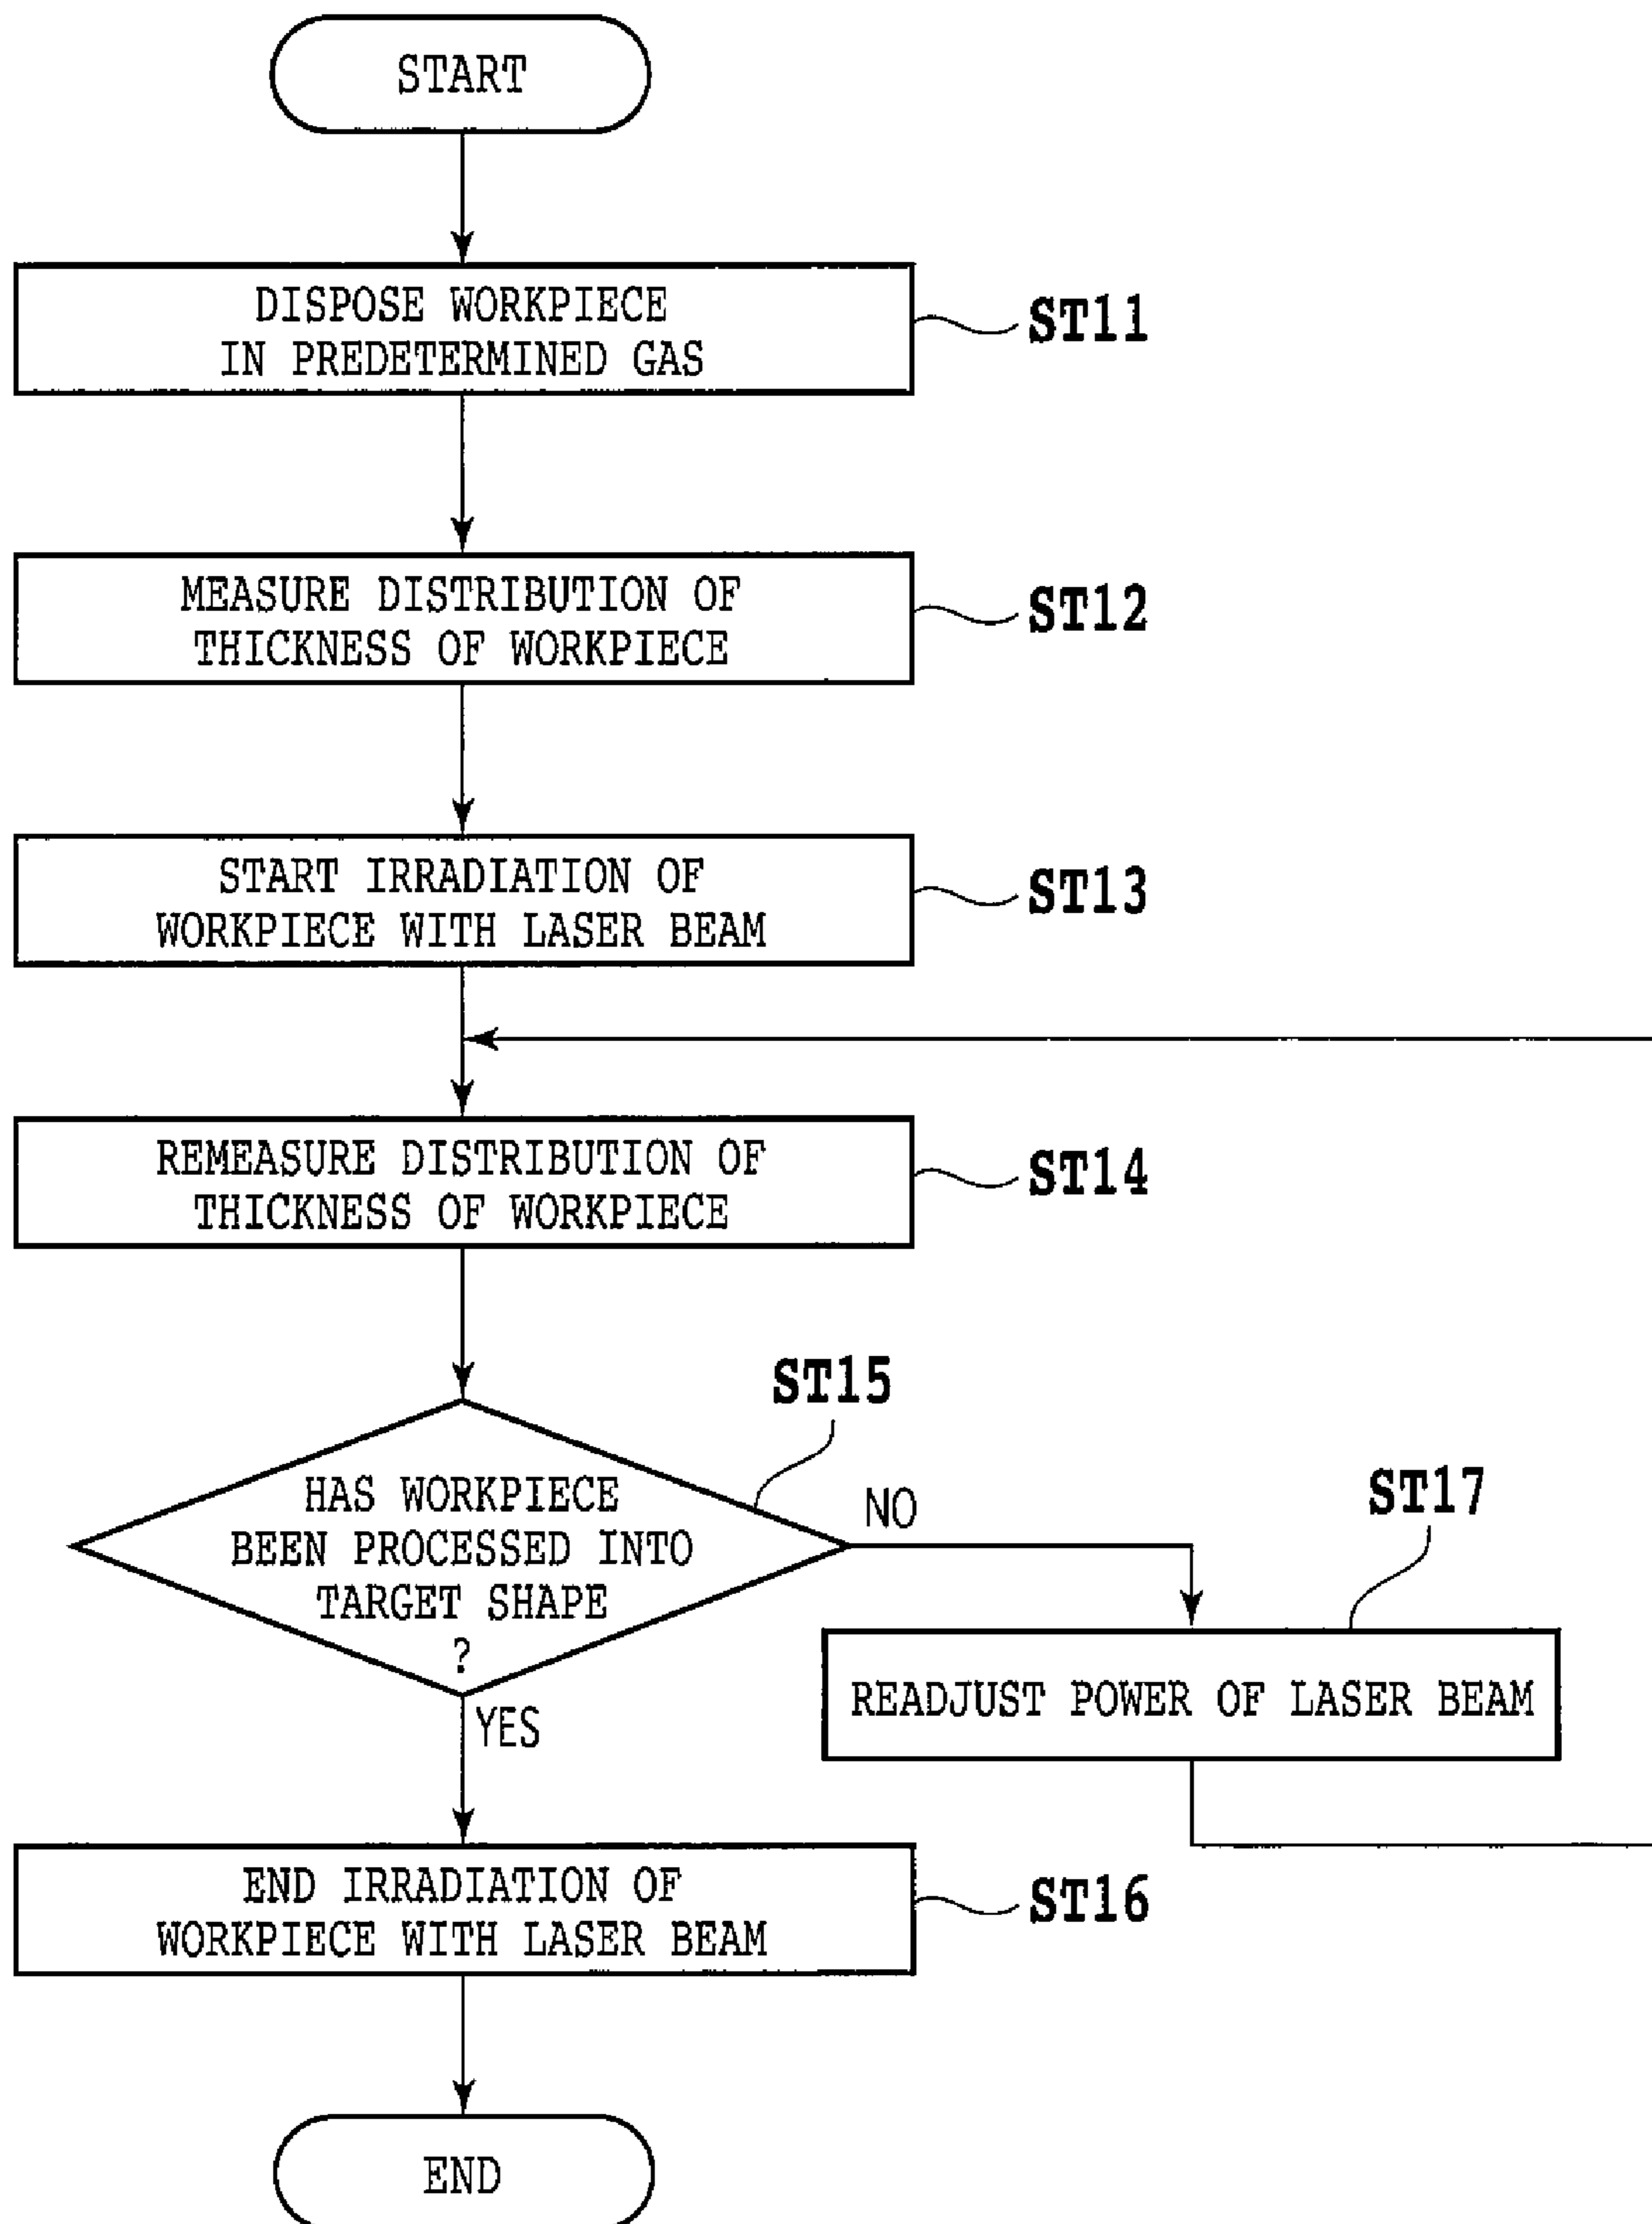 START
DISPOSE WORKPIECE
IN PREDETERMINED GAS
ST11
MEASURE DISTRIBUTION OF
THICKNESS OF WORKPIECE
ST12
START IRRADIATION OF
WORKPIECE WITH LASER BEAM
ST13
REMEASURE DISTRIBUTION OF
THICKNESS OF WORKPIECE
ST14
ST15
HAS WORKPIECE
BEEN PROCESSED INTO
TARGET SHAPE
?
NO
ST17
READJUST POWER OF LASER BEAM
YES
END IRRADIATION OF
WORKPIECE WITH LASER BEAM
ST16
END